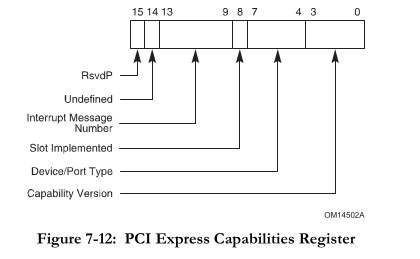 15 14 13 9 8 7 4 3 0
RsvdP
Undefined
Interrupt Message
Number
Slot Implemented
Device/Port Type
Capability Version
OM14502A
Figure 7-12: PCI Express Capabilities Register